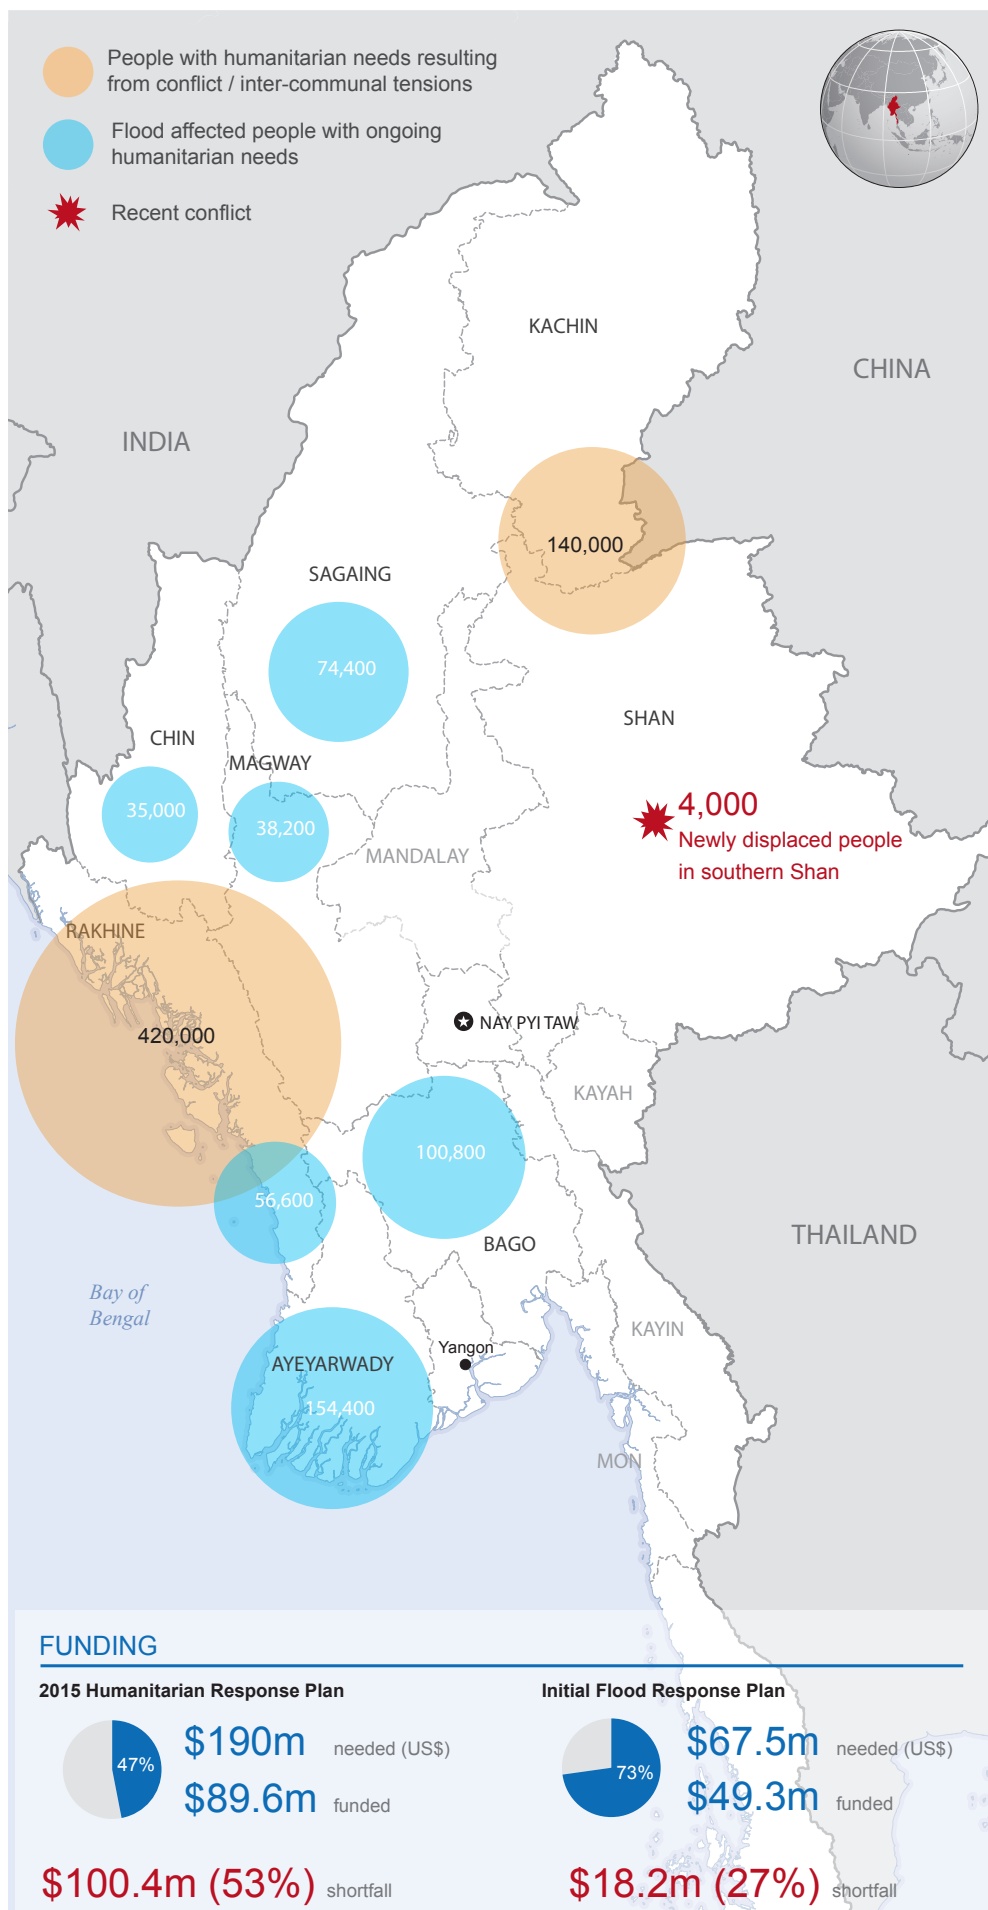 People with humanitarian needs resulting
from conflict / inter-communal tensions
Flood affected people with ongoing
humanitarian needs
Recent conflict
KACHIN
CHINA
INDIA
140,000
SAGAING
74,400
SHAN
CHIN
MAGWAY
35,000
38,200
4,000
Newly displaced people
in southern Shan
MANDALAY
RAKHINE
420,000
NAY PYI TAW
KAYAH
100,800
56,600
BAGO
THAILAND
Bay of
Bengal
KAYIN
Yangon
AYEYARWADY
154,400
MON
FUNDING
2015 Humanitarian Response Plan
47%
$190m needed (US$)
$89.6m funded
$100.4m (53%) shortfall
Initial Flood Response Plan
73%
$67.5m needed (US$)
$49.3m funded
$18.2m (27%) shortfall